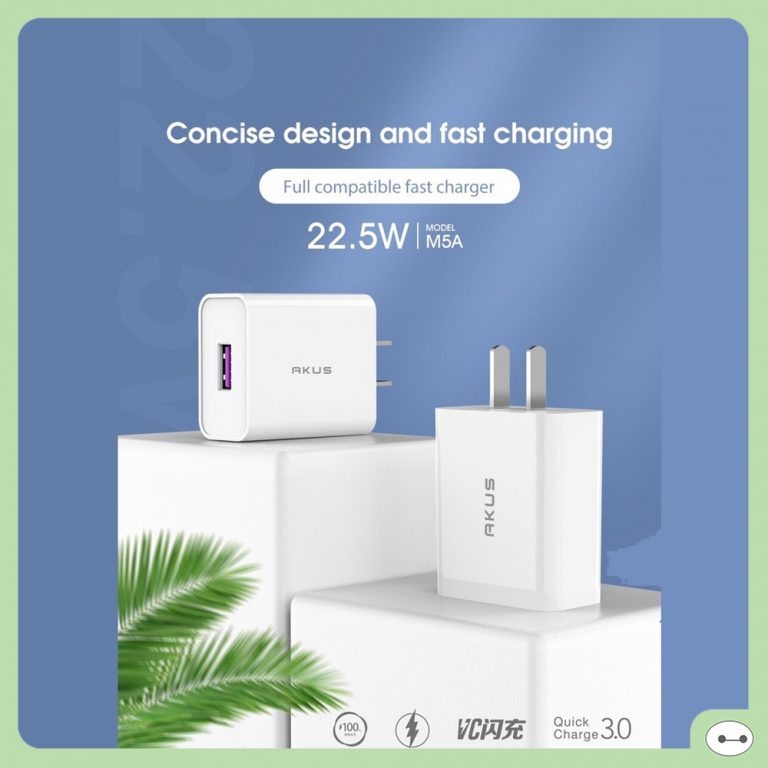 22.5W
Concise design and fast charging
Full compatible fast charger
22.5W
MODEL
M5A
AKUS
AKUS
100
VC闪充
Quick
Charge 3.0